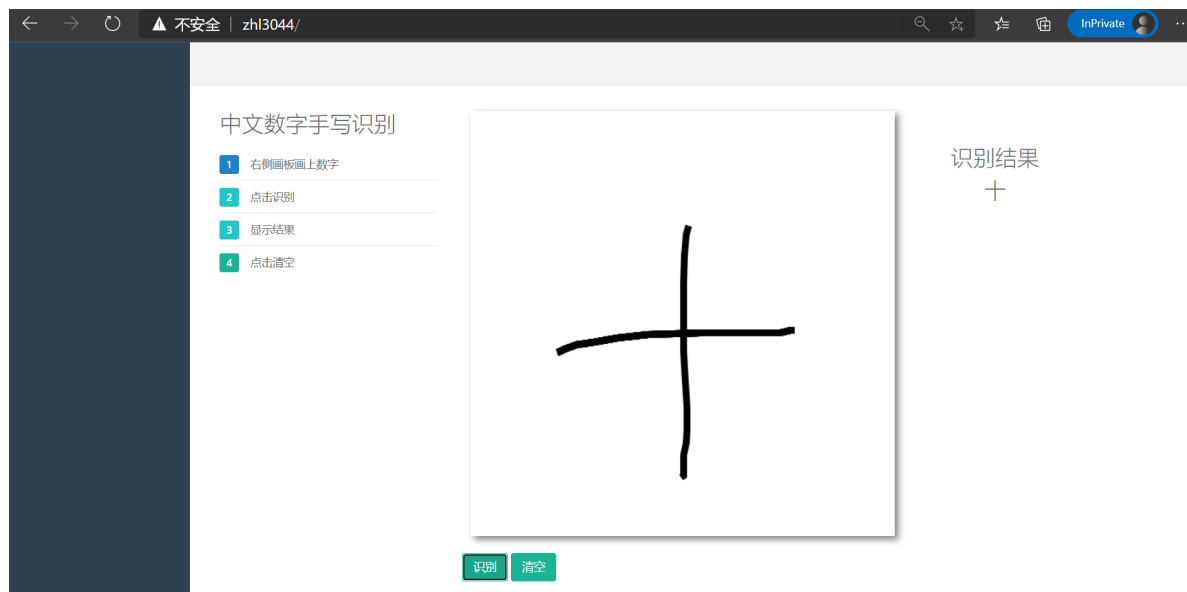 不安全 zhl3044/
InPrivate
中文数字手写识别
1 右侧画板画上数字
2 点击识别
3 显示结果
4 点击清空
十
识别结果
十
识别 清空